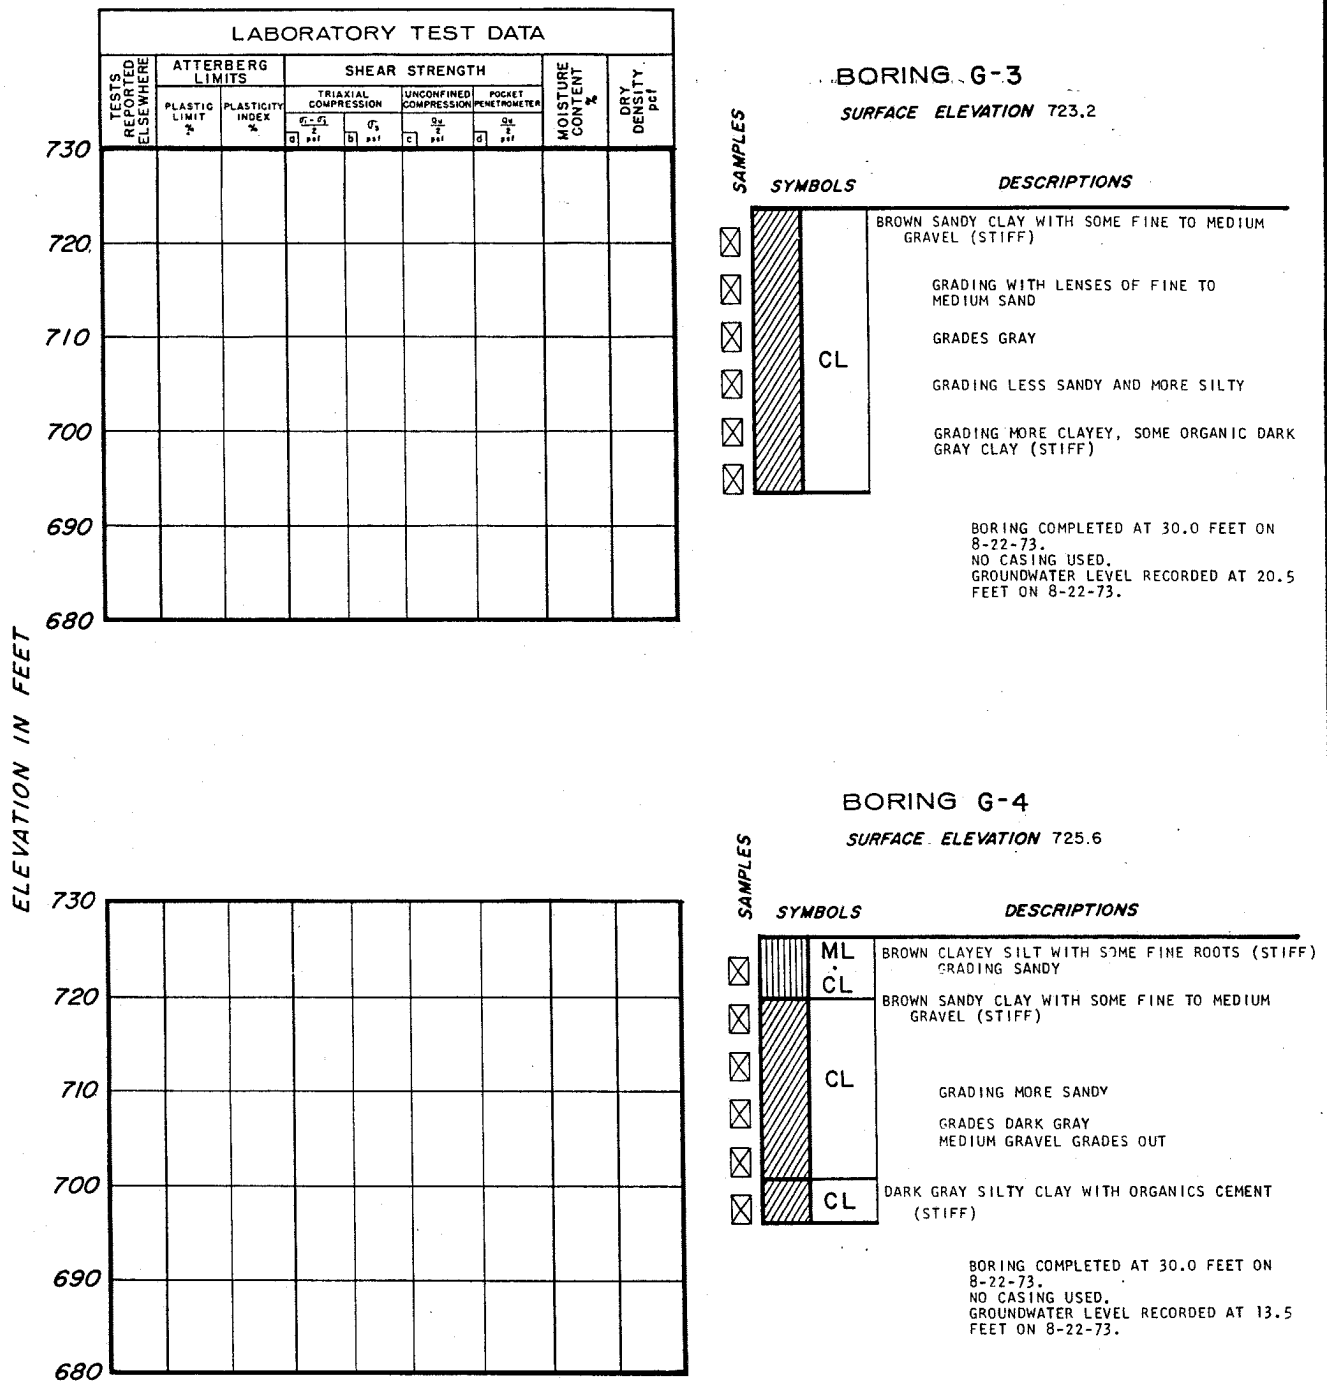 LABORATORY TEST DATA
TESTS REPORTED ELSEWHERE
ATTERBERG LIMITS
SHEAR STRENGTH
MOISTURE CONTENT %
DRY DENSITY pcf
PLASTIC LIMIT %
PLASTICITY INDEX %
TRIAXIAL COMPRESSION
UNCONFINED COMPRESSION
POCKET PENETROMETER
a psf
b σ3 psf
c Qu/2 psf
d Qu/2 psf
730
720
710
700
690
680
ELEVATION IN FEET
BORING G-3
SURFACE ELEVATION 723.2
SAMPLES
SYMBOLS
DESCRIPTIONS
CL
BROWN SANDY CLAY WITH SOME FINE TO MEDIUM
GRAVEL (STIFF)
GRADING WITH LENSES OF FINE TO
MEDIUM SAND
GRADES GRAY
GRADING LESS SANDY AND MORE SILTY
GRADING MORE CLAYEY, SOME ORGANIC DARK
GRAY CLAY (STIFF)
BORING COMPLETED AT 30.0 FEET ON
8-22-73.
NO CASING USED.
GROUNDWATER LEVEL RECORDED AT 20.5
FEET ON 8-22-73.
730
720
710
700
690
680
BORING G-4
SURFACE ELEVATION 725.6
SAMPLES
SYMBOLS
DESCRIPTIONS
ML
CL
BROWN CLAYEY SILT WITH SOME FINE ROOTS (STIFF)
GRADING SANDY
BROWN SANDY CLAY WITH SOME FINE TO MEDIUM
GRAVEL (STIFF)
CL
GRADING MORE SANDY
GRADES DARK GRAY
MEDIUM GRAVEL GRADES OUT
CL
DARK GRAY SILTY CLAY WITH ORGANICS CEMENT
(STIFF)
BORING COMPLETED AT 30.0 FEET ON
8-22-73.
NO CASING USED.
GROUNDWATER LEVEL RECORDED AT 13.5
FEET ON 8-22-73.